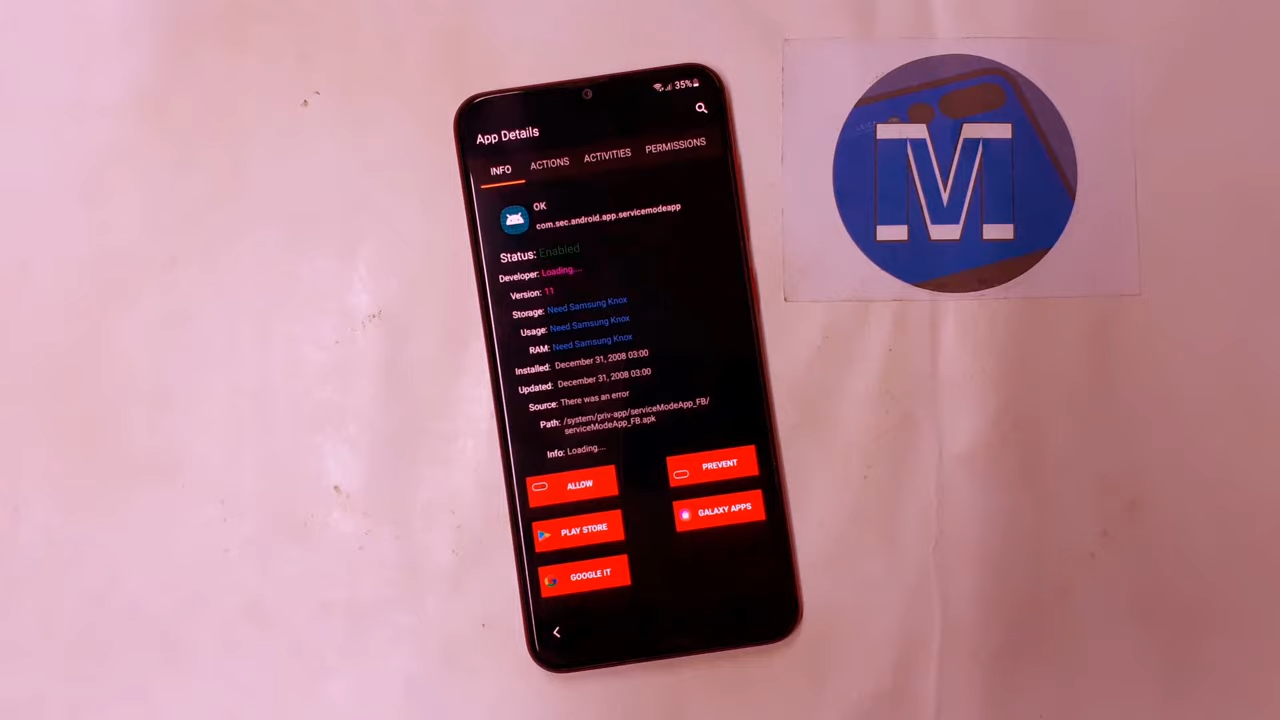 35%
App Details
INFO ACTIONS ACTIVITIES PERMISSIONS
OK
com.sec.android.app.servicemodeapp
Status: Enabled
Developer: Loading....
Version: 11
Storage: Need Samsung Knox
Usage: Need Samsung Knox
RAM: Need Samsung Knox
Installed: December 31, 2008 03:00
Updated: December 31, 2008 03:00
Source: There was an error
Path: /system/priv-app/serviceModeApp_FB/
serviceModeApp_FB.apk
Info: Loading....
ALLOW PREVENT
PLAY STORE GALAXY APPS
GOOGLE IT
M